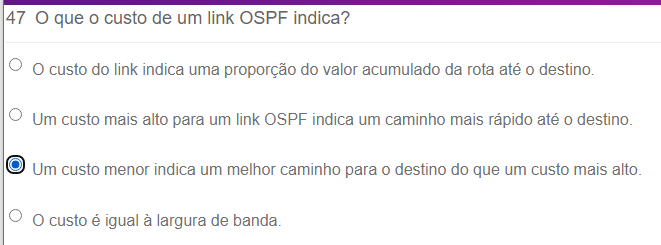 47 O que o custo de um link OSPF indica?
O custo do link indica uma proporção do valor acumulado da rota até o destino.
Um custo mais alto para um link OSPF indica um caminho mais rápido até o destino.
Um custo menor indica um melhor caminho para o destino do que um custo mais alto.
O custo é igual à largura de banda.